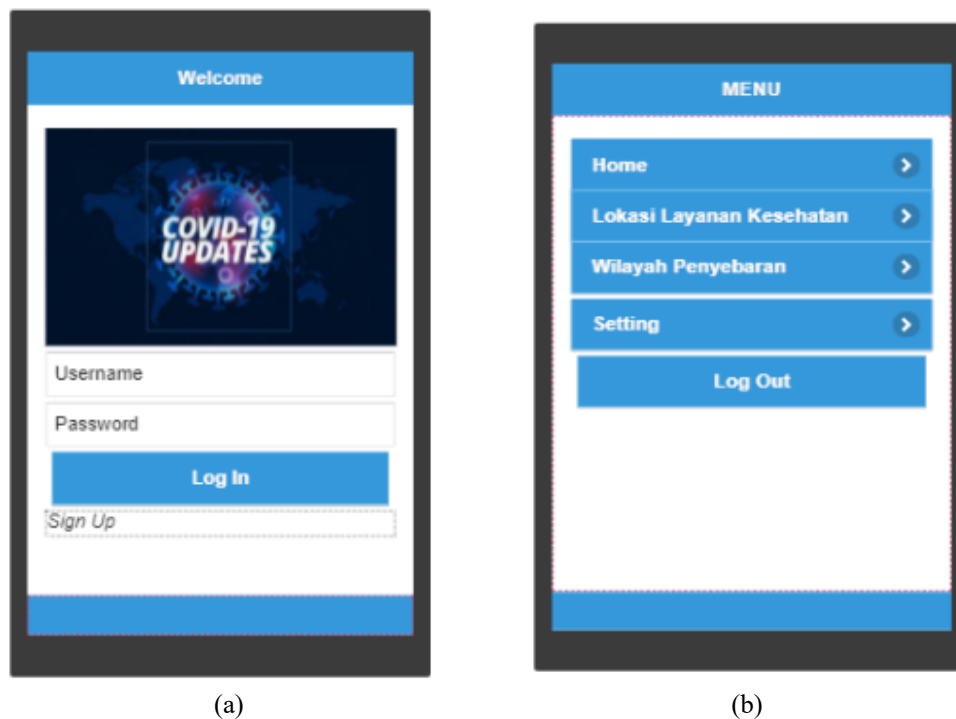 Welcome
COVID-19
UPDATES
Username
Password
Log In
Sign Up
(a)
MENU
Home
Lokasi Layanan Kesehatan
Wilayah Penyebaran
Setting
Log Out
(b)